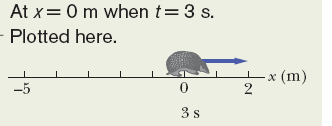 At x = 0 m when t = 3 s.
Plotted here.
x (m)
-5 0 2
3 s